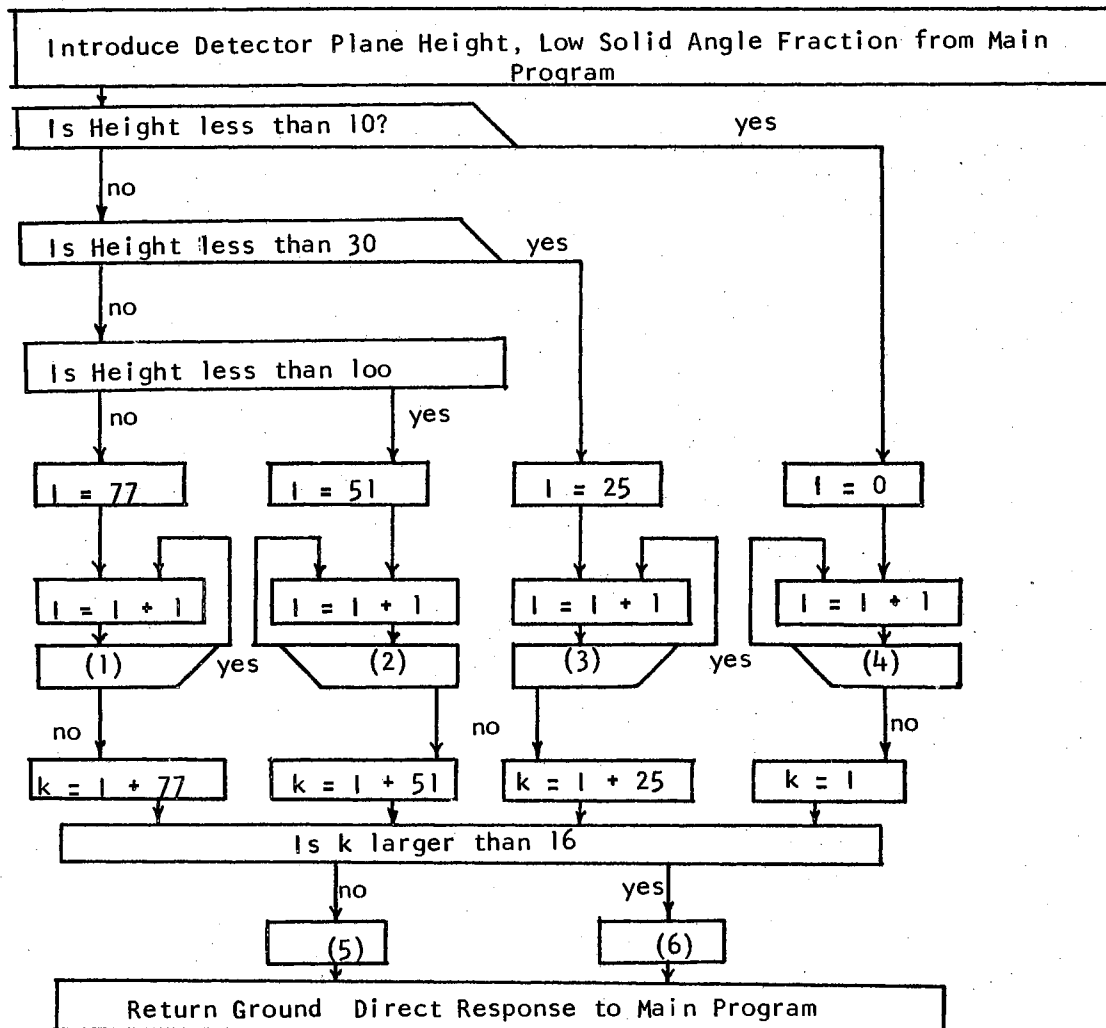 Introduce Detector Plane Height, Low Solid Angle Fraction from Main
Program
Is Height less than 10?
yes
no
Is Height less than 30
yes
no
Is Height less than loo
no
yes
I = 77
I = 51
I = 25
I = 0
I = I + 1
I = I + 1
I = I + 1
I = I + 1
(1)
yes
(2)
(3)
yes
(4)
no
no
no
k = I + 77
k = I + 51
k = I + 25
k = I
Is k larger than 16
no
yes
(5)
(6)
Return Ground Direct Response to Main Program